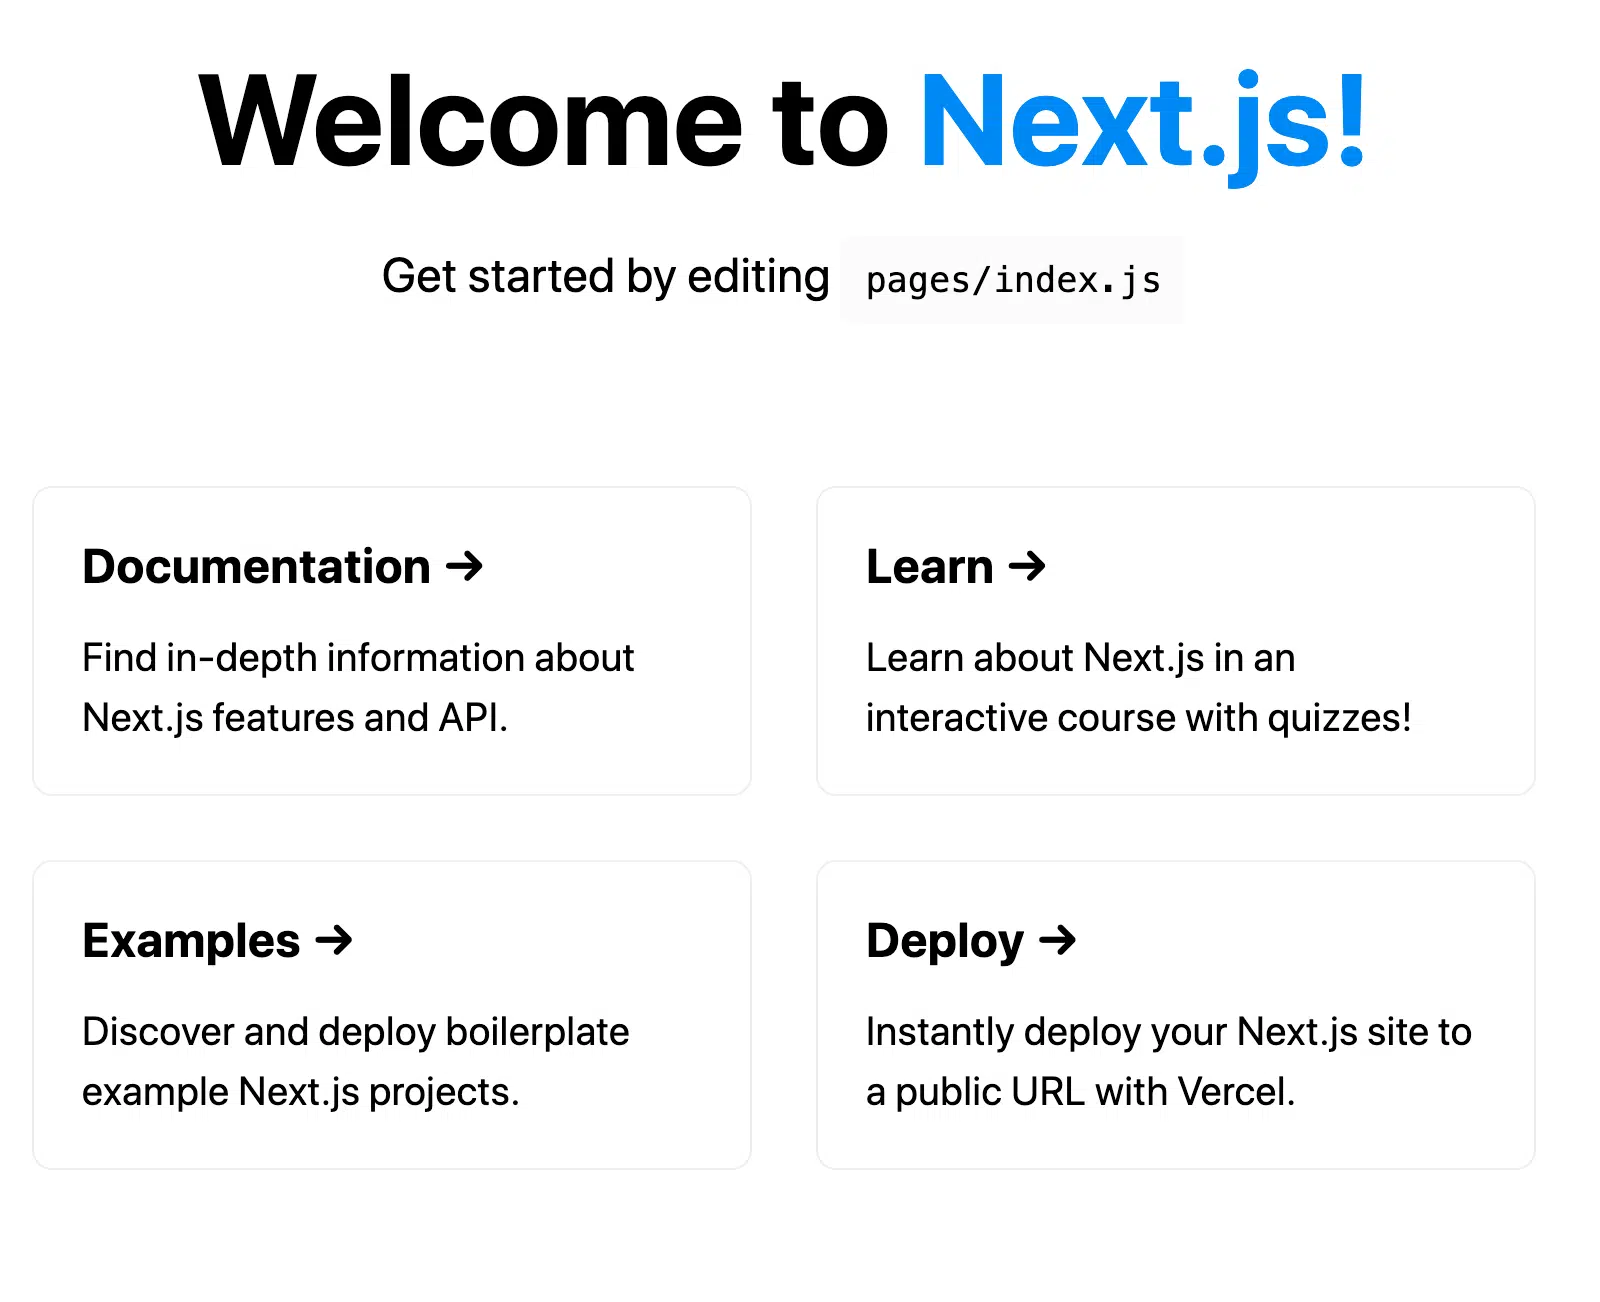 Welcome to Next.js!
Get started by editing pages/index.js
Documentation →
Find in-depth information about
Next.js features and API.
Learn →
Learn about Next.js in an
interactive course with quizzes!
Examples →
Discover and deploy boilerplate
example Next.js projects.
Deploy →
Instantly deploy your Next.js site to
a public URL with Vercel.